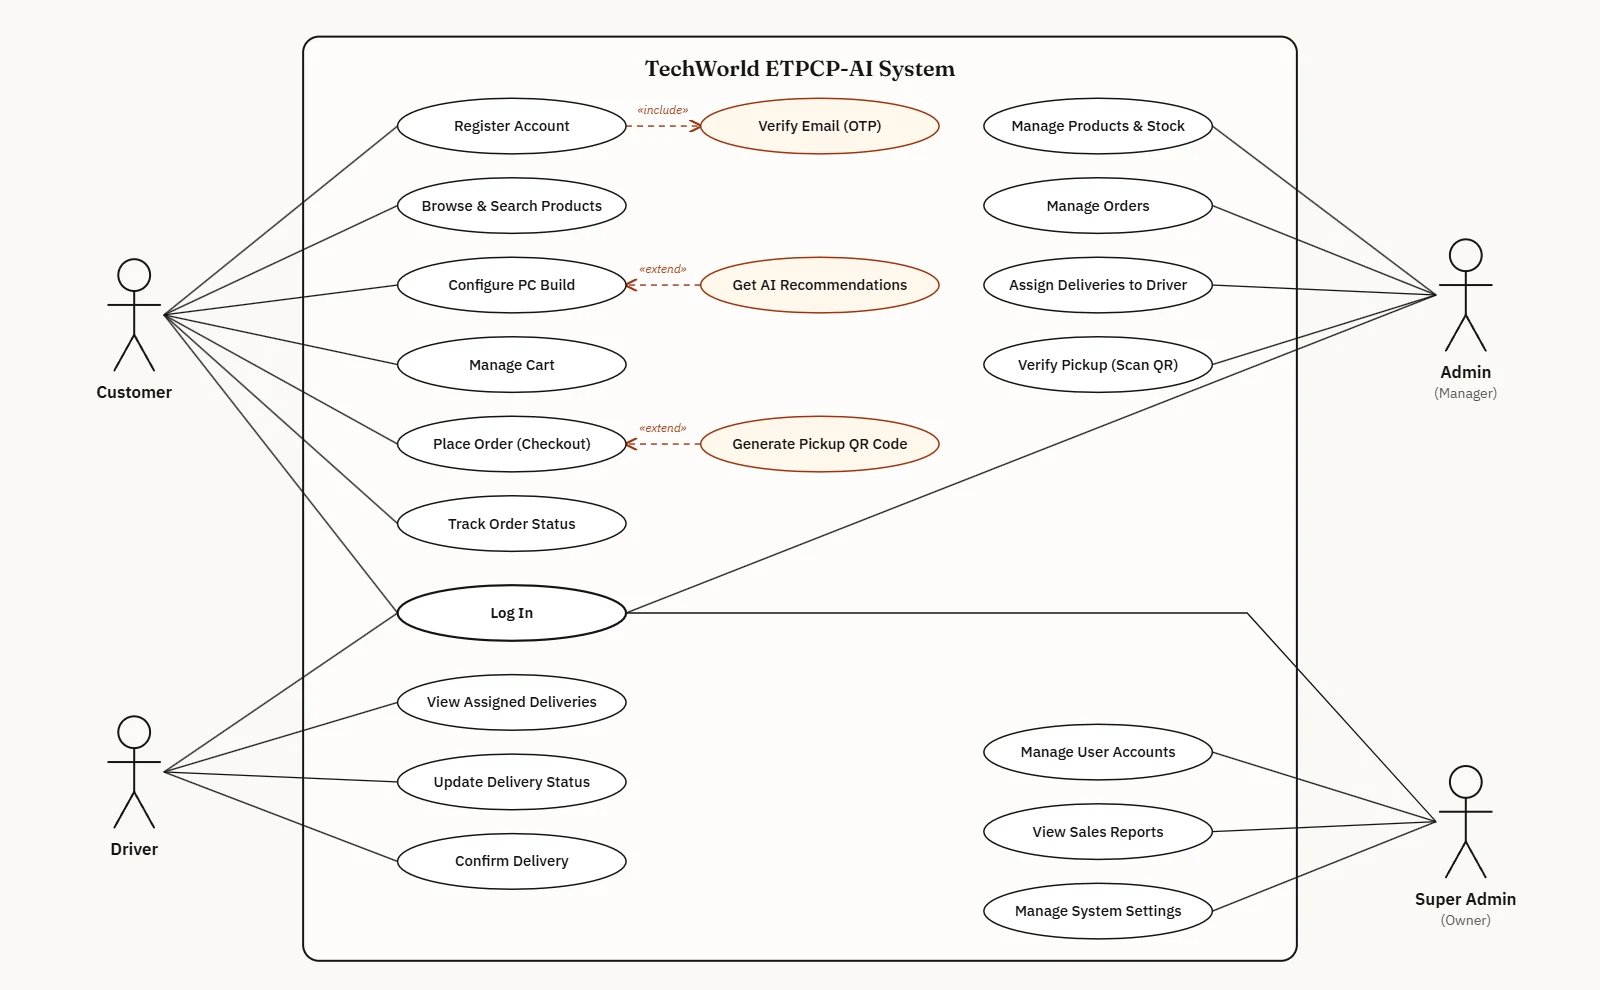 TechWorld ETPCP-AI System
Register Account
«include»
Verify Email (OTP)
Manage Products & Stock
Browse & Search Products
Manage Orders
Configure PC Build
«extend»
Get AI Recommendations
Assign Deliveries to Driver
Manage Cart
Verify Pickup (Scan QR)
Customer
Admin
(Manager)
Place Order (Checkout)
«extend»
Generate Pickup QR Code
Track Order Status
Log In
View Assigned Deliveries
Manage User Accounts
Update Delivery Status
View Sales Reports
Driver
Confirm Delivery
Manage System Settings
Super Admin
(Owner)